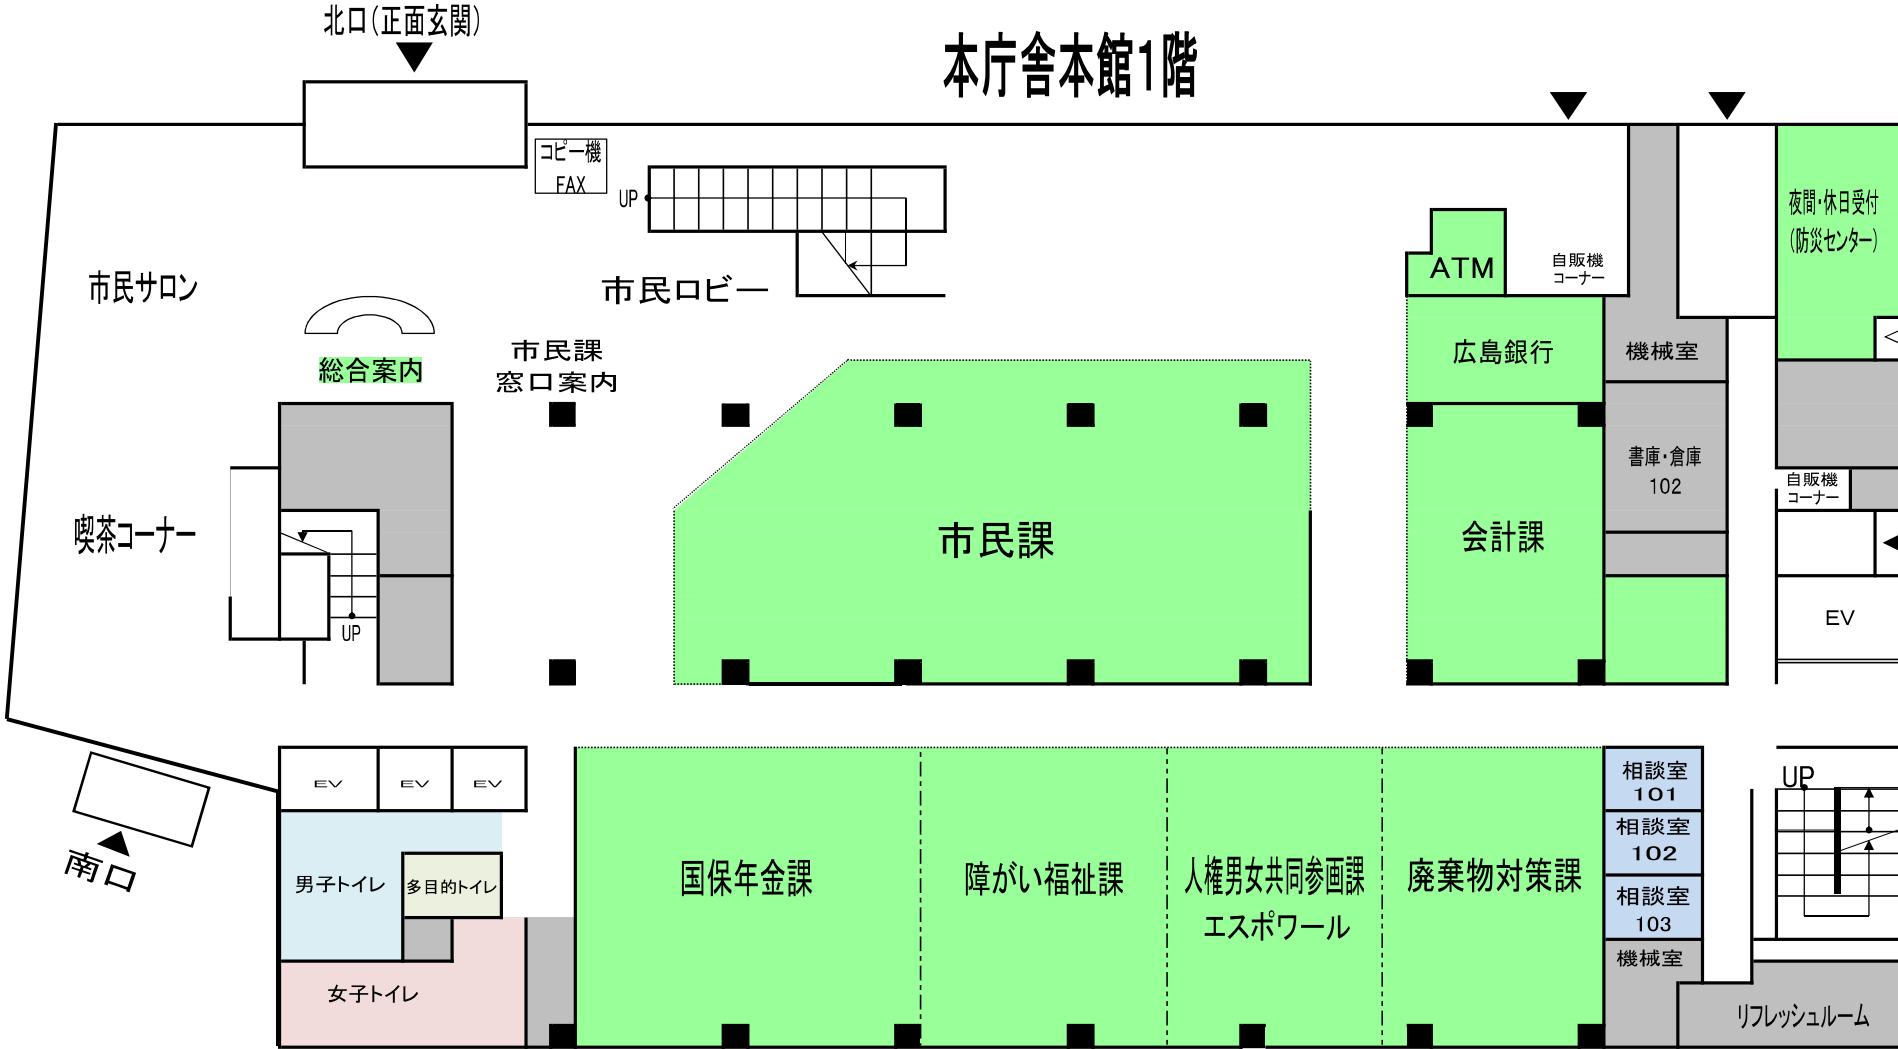 北口(正面玄関)
本庁舎本館1階
コピー機
FAX
UP
夜間・休日受付
(防災センター)
市民サロン
市民ロビー
ATM
自販機
コーナー
総合案内
市民課
窓口案内
広島銀行
機械室
書庫・倉庫
102
自販機
コーナー
喫茶コーナー
市民課
会計課
UP
EV
EV
EV
EV
UP
相談室
101
相談室
102
相談室
103
南口
男子トイレ
多目的トイレ
国保年金課
障がい福祉課
人権男女共同参画課
エスポワール
廃棄物対策課
機械室
女子トイレ
リフレッシュルーム